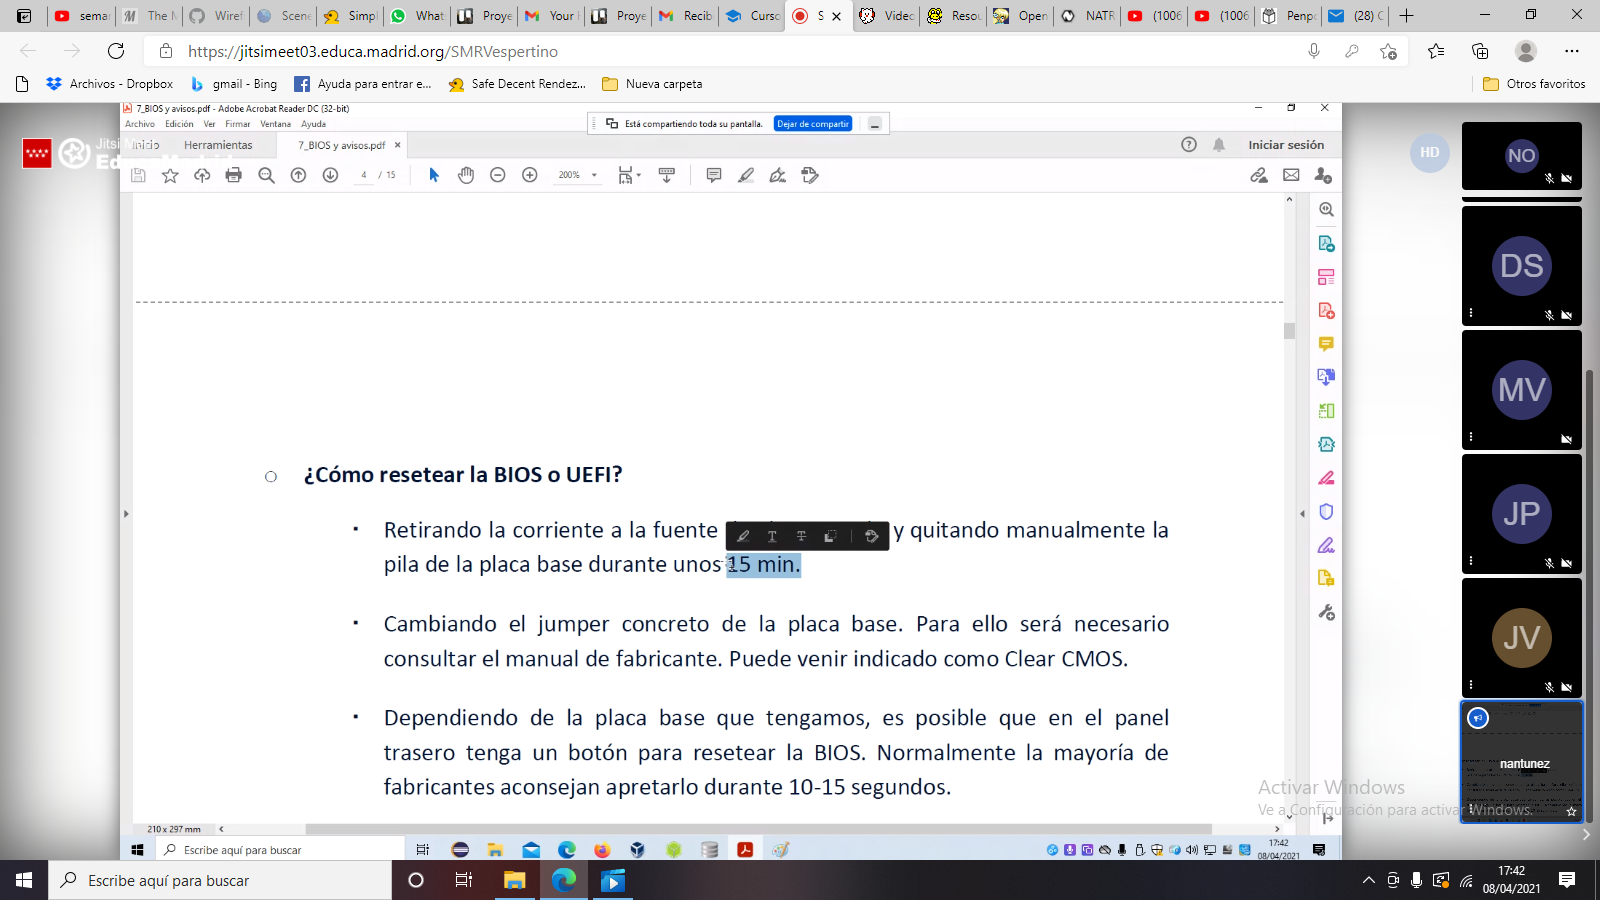 semar
The M
Wiref
Scene
Simpl
What
Proye
Your H
Proye
Recib
Curso
S
Video
Resou
Open
NATR
(1006
(1006
Penpo
(28) C
https://jitsimeet03.educa.madrid.org/SMRVespertino
Archivos - Dropbox
gmail - Bing
Ayuda para entrar e...
Safe Decent Rendez...
Nueva carpeta
Otros favoritos
7_BIOS y avisos.pdf - Adobe Acrobat Reader DC (32-bit)
Archivo Edición Ver Firmar Ventana Ayuda
Está compartiendo toda su pantalla. Dejar de compartir
Herramientas 7_BIOS y avisos.pdf Iniciar sesión
4 / 15 200%
¿Cómo resetear la BIOS o UEFI?
Retirando la corriente a la fuente y quitando manualmente la
pila de la placa base durante unos 15 min.
Cambiando el jumper concreto de la placa base. Para ello será necesario
consultar el manual de fabricante. Puede venir indicado como Clear CMOS.
Dependiendo de la placa base que tengamos, es posible que en el panel
trasero tenga un botón para resetear la BIOS. Normalmente la mayoría de
fabricantes aconsejan apretarlo durante 10-15 segundos.
210 x 297 mm
Escribe aquí para buscar
17:42
08/04/2021
HD
NO
DS
MV
JP
JV
nantunez
Activar Windows
Ve a Configuración para activar Windows.
Escribe aquí para buscar
17:42
08/04/2021